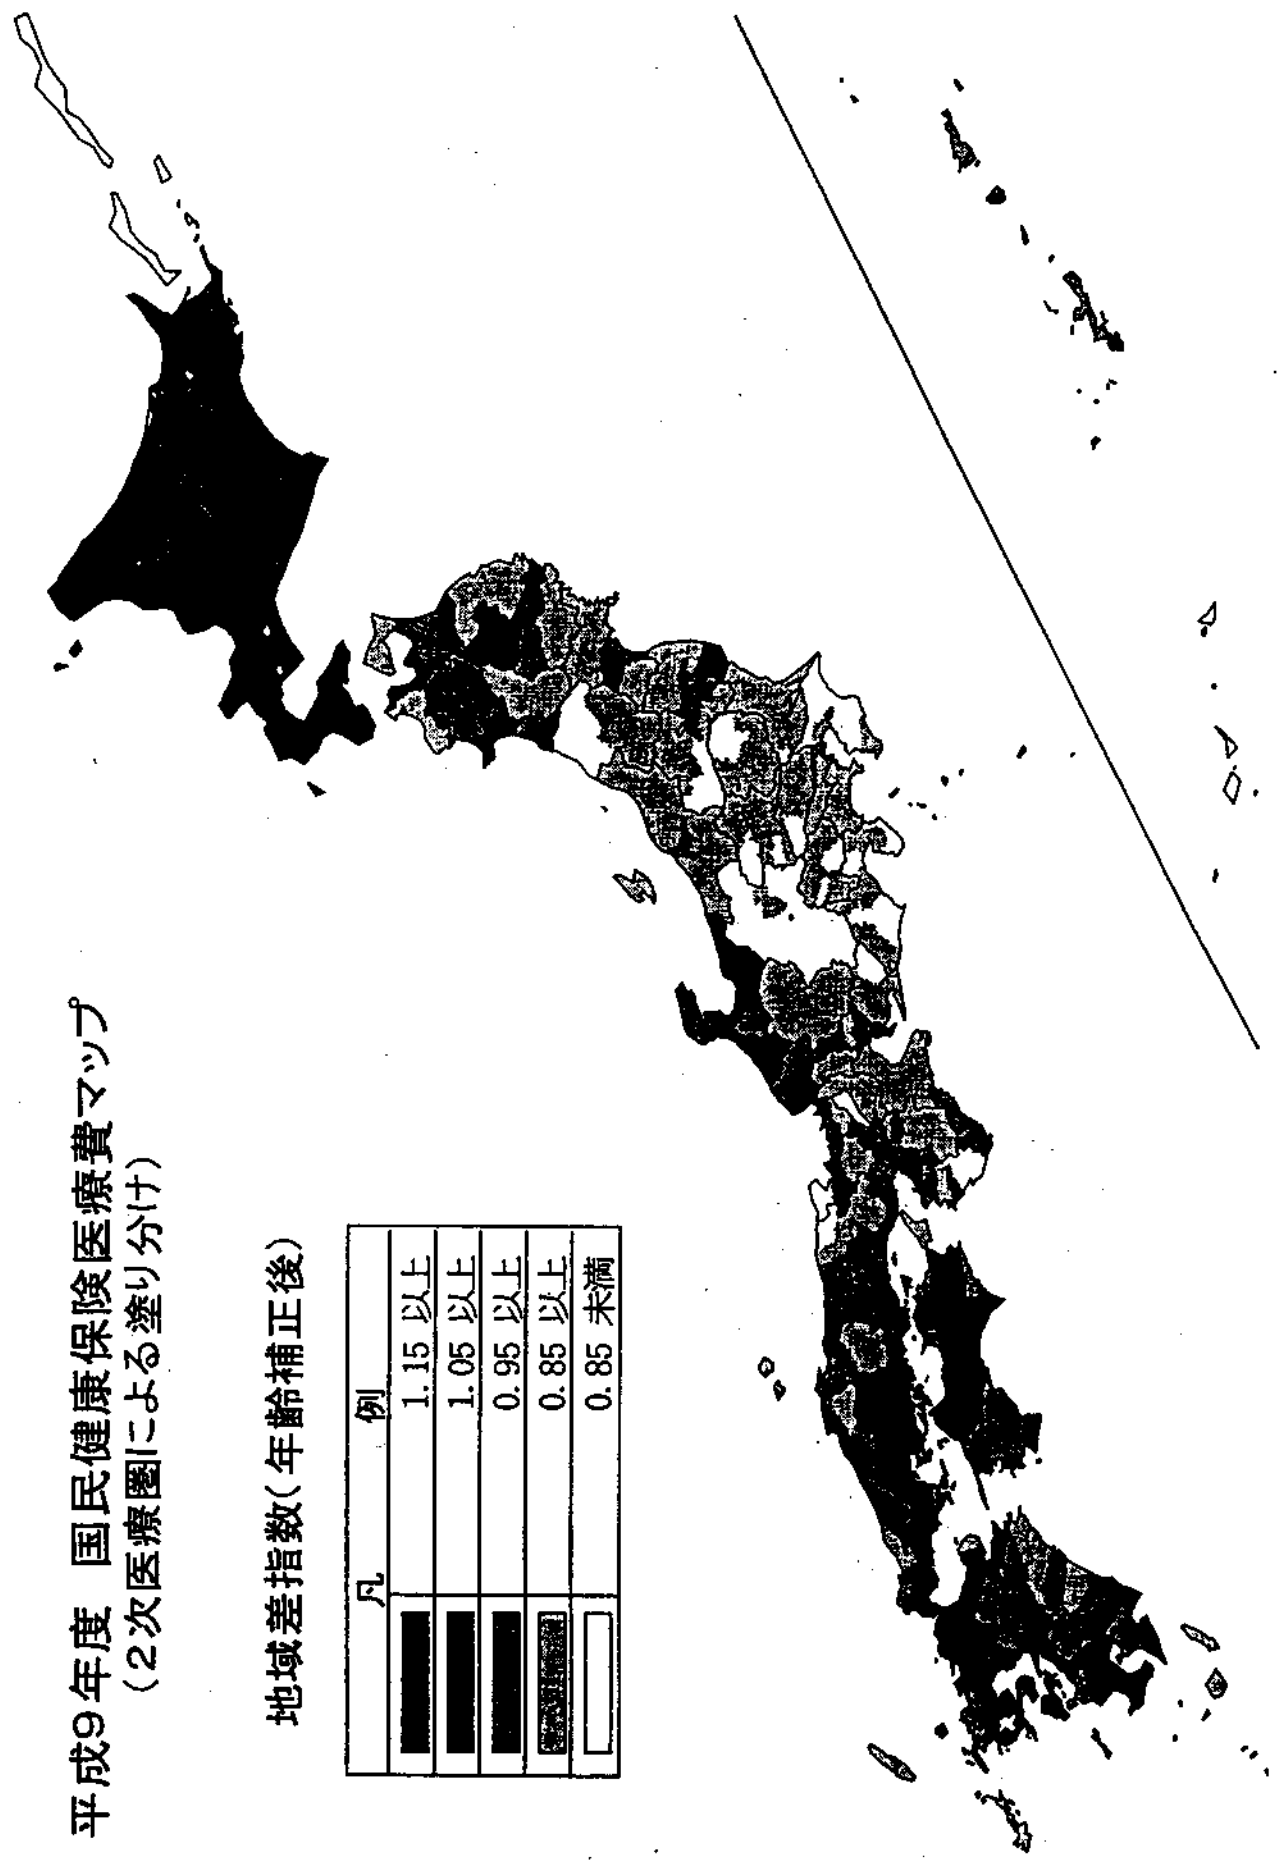 平成9年度 国民健康保険医療費マップ
(2次医療圏による塗り分け)
地域差指数(年齢補正後)
凡 例
1.15 以上
1.05 以上
0.95 以上
0.85 以上
0.85 未満